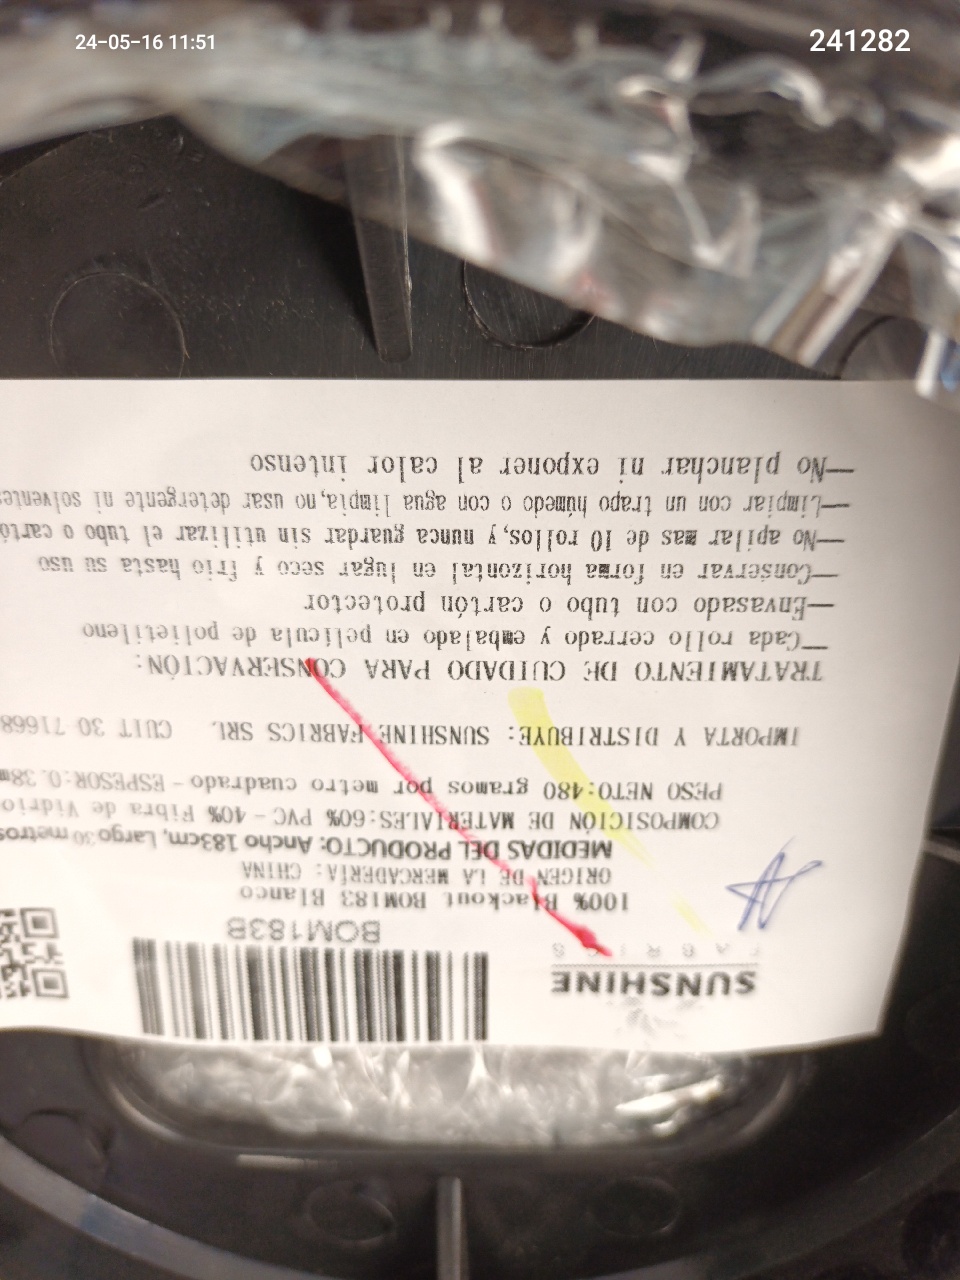 24-05-16 11:51
241282
SUNSHINE
FABRICS
BOM183B
100% Blackout BOM183 Blanco
ORIGEN DE LA MERCADERÍA: CHINA
MEDIDAS DEL PRODUCTO: Ancho 183cm, Largo 30 metros
COMPOSICIÓN DE MATERIALES:60% PVC - 40% Fibra de Vidrio
PESO NETO:480 gramos por metro cuadrado - ESPESOR:0.38m
IMPORTA Y DISTRIBUYE: SUNSHINE FABRICS SRL. CUIT 30 71668
TRATAMIENTO DE CUIDADO PARA CONSERVACIÓN:
—Cada rollo cerrado y embalado en película de polietileno
—Envasado con tubo o cartón protector
—Conservar en forma horizontal en lugar seco y frio hasta su uso
—No apilar mas de 10 rollos, y nunca guardar sin utilizar el tubo o cartó
—Limpiar con un trapo húmedo o con agua limpia, no usar detergente ni solventes
—No planchar ni exponer al calor intenso